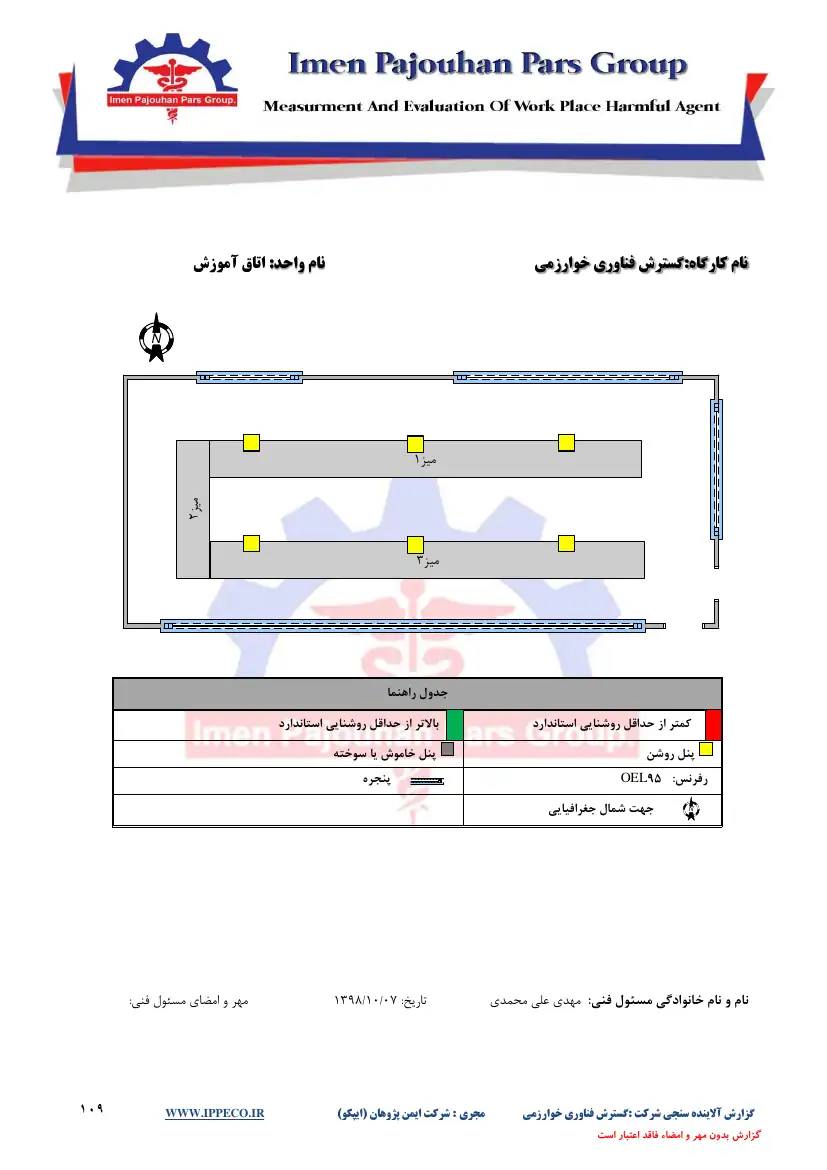 Imen Pajouhan Pars Group
Imen Pajouhan Pars Group.
Measurment And Evaluation Of Work Place Harmful Agent
نام کارگاه:گسترش فناوری خوارزمی نام واحد: اتاق آموزش
N
میز۱
میز۲
میز۳
Imen Pajouhan Pars Group.
جدول راهنما
کمتر از حداقل روشنایی استاندارد بالاتر از حداقل روشنایی استاندارد
پنل روشن پنل خاموش یا سوخته
رفرنس: OEL۹۵ پنجره
جهت شمال جغرافیایی
نام و نام خانوادگی مسئول فنی: مهدی علی محمدی تاریخ: ۱۳۹۸/۱۰/۰۷ مهر و امضای مسئول فنی:
گزارش آلاینده سنجی شرکت :گسترش فناوری خوارزمی مجری : شرکت ایمن پژوهان (ایپکو) WWW.IPPECO.IR ۱۰۹
گزارش بدون مهر و امضاء فاقد اعتبار است